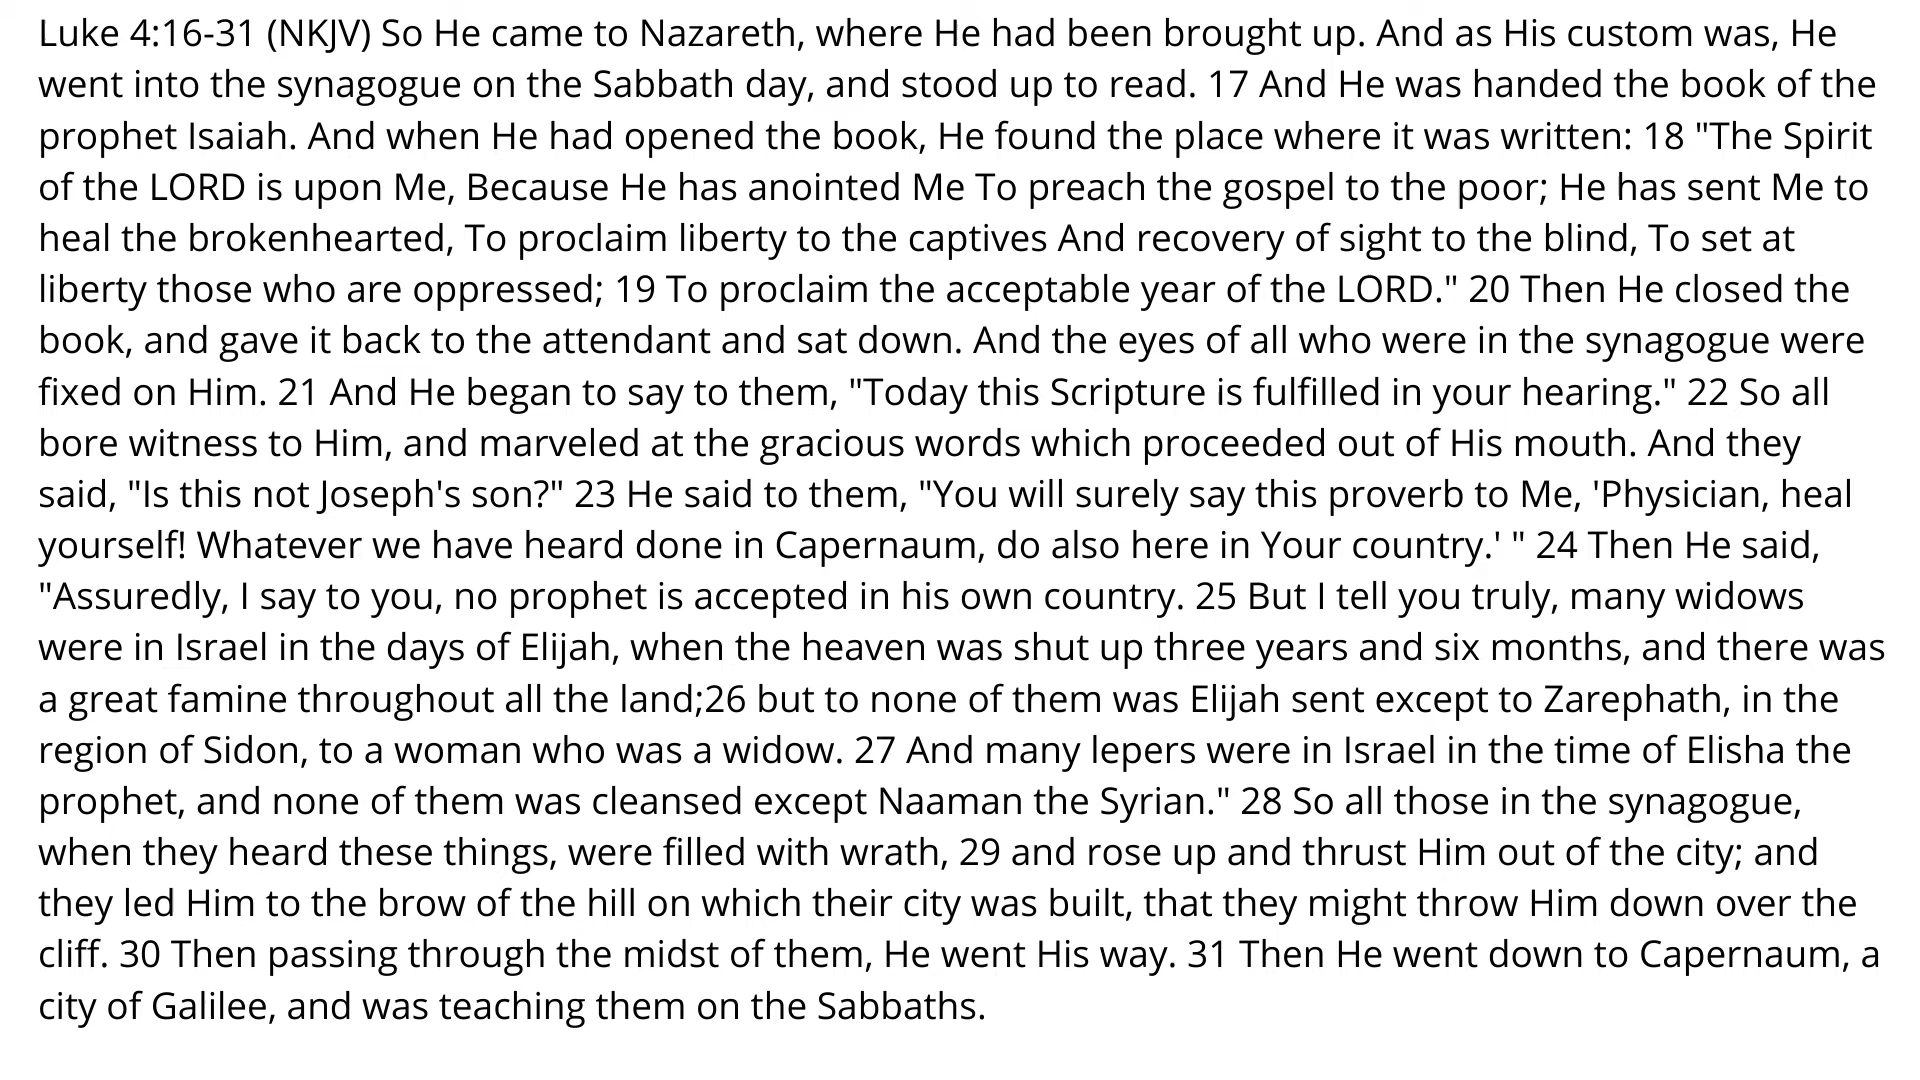 Luke 4:16-31 (NKJV) So He came to Nazareth, where He had been brought up. And as His custom was, He
went into the synagogue on the Sabbath day, and stood up to read. 17 And He was handed the book of the
prophet Isaiah. And when He had opened the book, He found the place where it was written: 18 "The Spirit
of the LORD is upon Me, Because He has anointed Me To preach the gospel to the poor; He has sent Me to
heal the brokenhearted, To proclaim liberty to the captives And recovery of sight to the blind, To set at
liberty those who are oppressed; 19 To proclaim the acceptable year of the LORD." 20 Then He closed the
book, and gave it back to the attendant and sat down. And the eyes of all who were in the synagogue were
fixed on Him. 21 And He began to say to them, "Today this Scripture is fulfilled in your hearing." 22 So all
bore witness to Him, and marveled at the gracious words which proceeded out of His mouth. And they
said, "Is this not Joseph's son?" 23 He said to them, "You will surely say this proverb to Me, 'Physician, heal
yourself! Whatever we have heard done in Capernaum, do also here in Your country.' " 24 Then He said,
"Assuredly, I say to you, no prophet is accepted in his own country. 25 But I tell you truly, many widows
were in Israel in the days of Elijah, when the heaven was shut up three years and six months, and there was
a great famine throughout all the land;26 but to none of them was Elijah sent except to Zarephath, in the
region of Sidon, to a woman who was a widow. 27 And many lepers were in Israel in the time of Elisha the
prophet, and none of them was cleansed except Naaman the Syrian." 28 So all those in the synagogue,
when they heard these things, were filled with wrath, 29 and rose up and thrust Him out of the city; and
they led Him to the brow of the hill on which their city was built, that they might throw Him down over the
cliff. 30 Then passing through the midst of them, He went His way. 31 Then He went down to Capernaum, a
city of Galilee, and was teaching them on the Sabbaths.